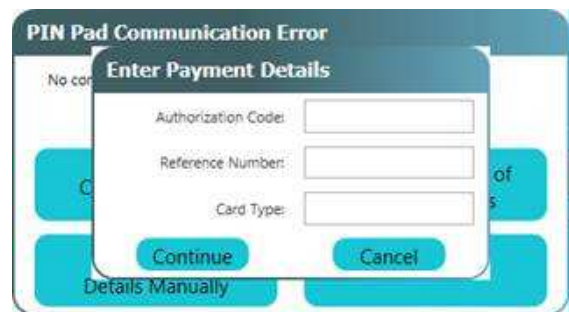 PIN Pad Communication Error
No con
Enter Payment Details
Authorization Code:
Reference Number:
of
Card Type:
Continue
Cancel
Details Manually